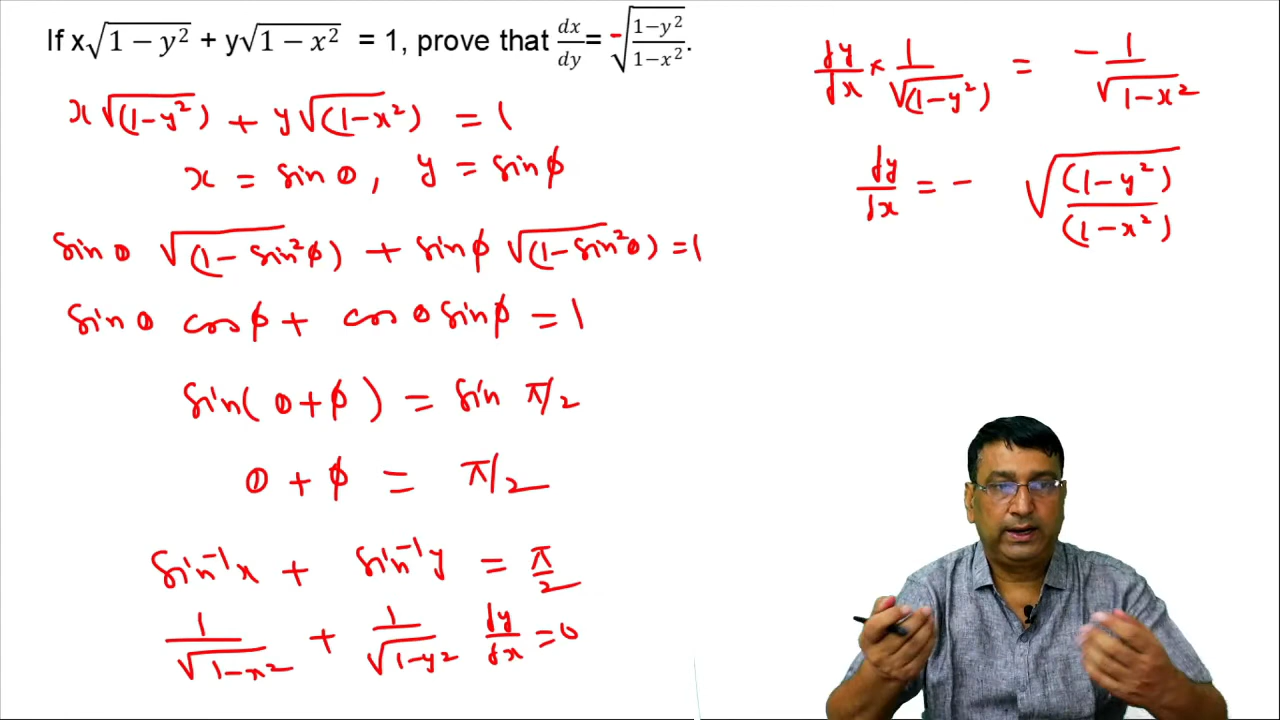 If x√(1 − y²) + y√(1 − x²) = 1, prove that dx/dy = -√((1−y²)/(1−x²)).
x√(1-y²) + y√(1-x²) = 1
x = sin θ, y = sin ϕ
sin θ √(1-sin²ϕ) + sin ϕ √(1-sin²θ) = 1
sin θ cos ϕ + cos θ sin ϕ = 1
sin(θ+ϕ) = sin π/2
θ + ϕ = π/2
sin⁻¹x + sin⁻¹y = π/2
1/√(1-x²) + 1/√(1-y²) dy/dx = 0
dy/dx × 1/√(1-y²) = -1/√(1-x²)
dy/dx = - √((1-y²)/(1-x²))